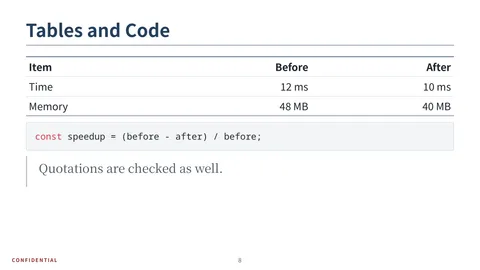 Tables and Code
Item Before After
Time 12 ms 10 ms
Memory 48 MB 40 MB
const speedup = (before - after) / before;
Quotations are checked as well.
CONFIDENTIAL 8